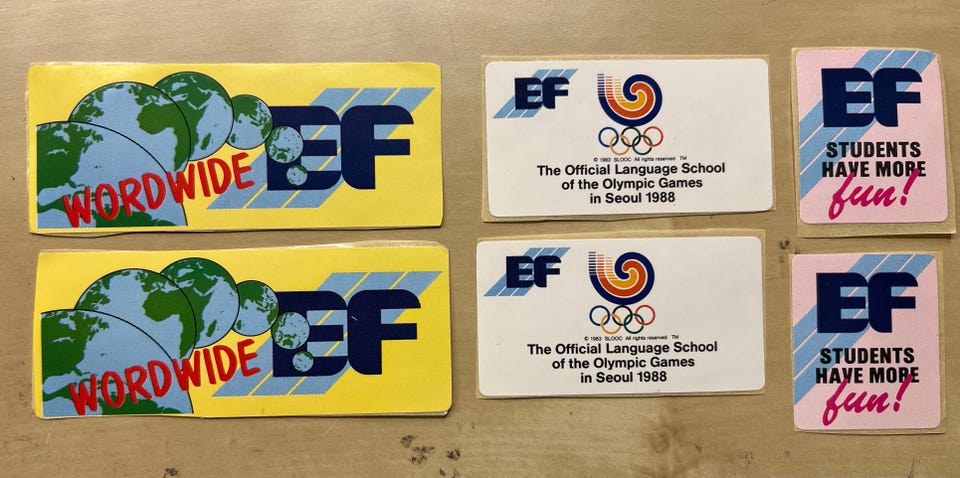 WORDWIDE EF
EF
© 1983 SLOOC All rights reserved ™
The Official Language School
of the Olympic Games
in Seoul 1988
EF
STUDENTS
HAVE MORE
fun!
WORDWIDE EF
EF
© 1983 SLOOC All rights reserved ™
The Official Language School
of the Olympic Games
in Seoul 1988
EF
STUDENTS
HAVE MORE
fun!